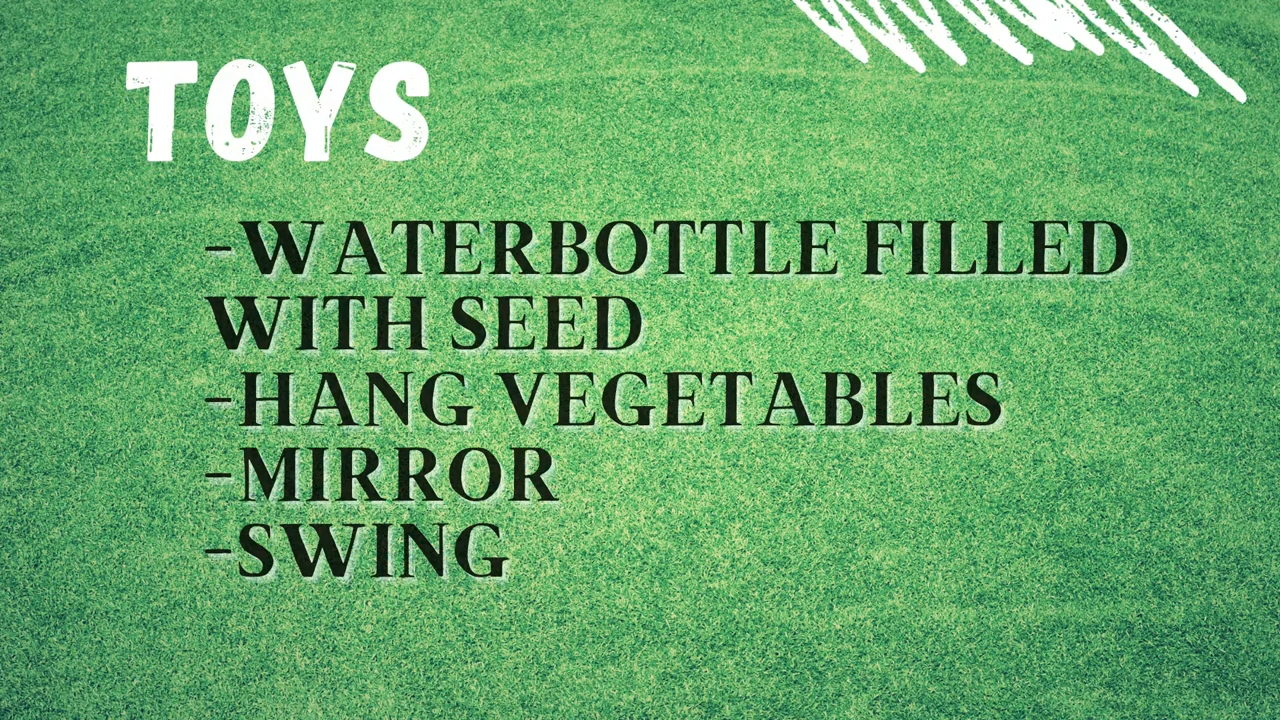 TOYS
-WATERBOTTLE FILLED
WITH SEED
-HANG VEGETABLES
-MIRROR
-SWING